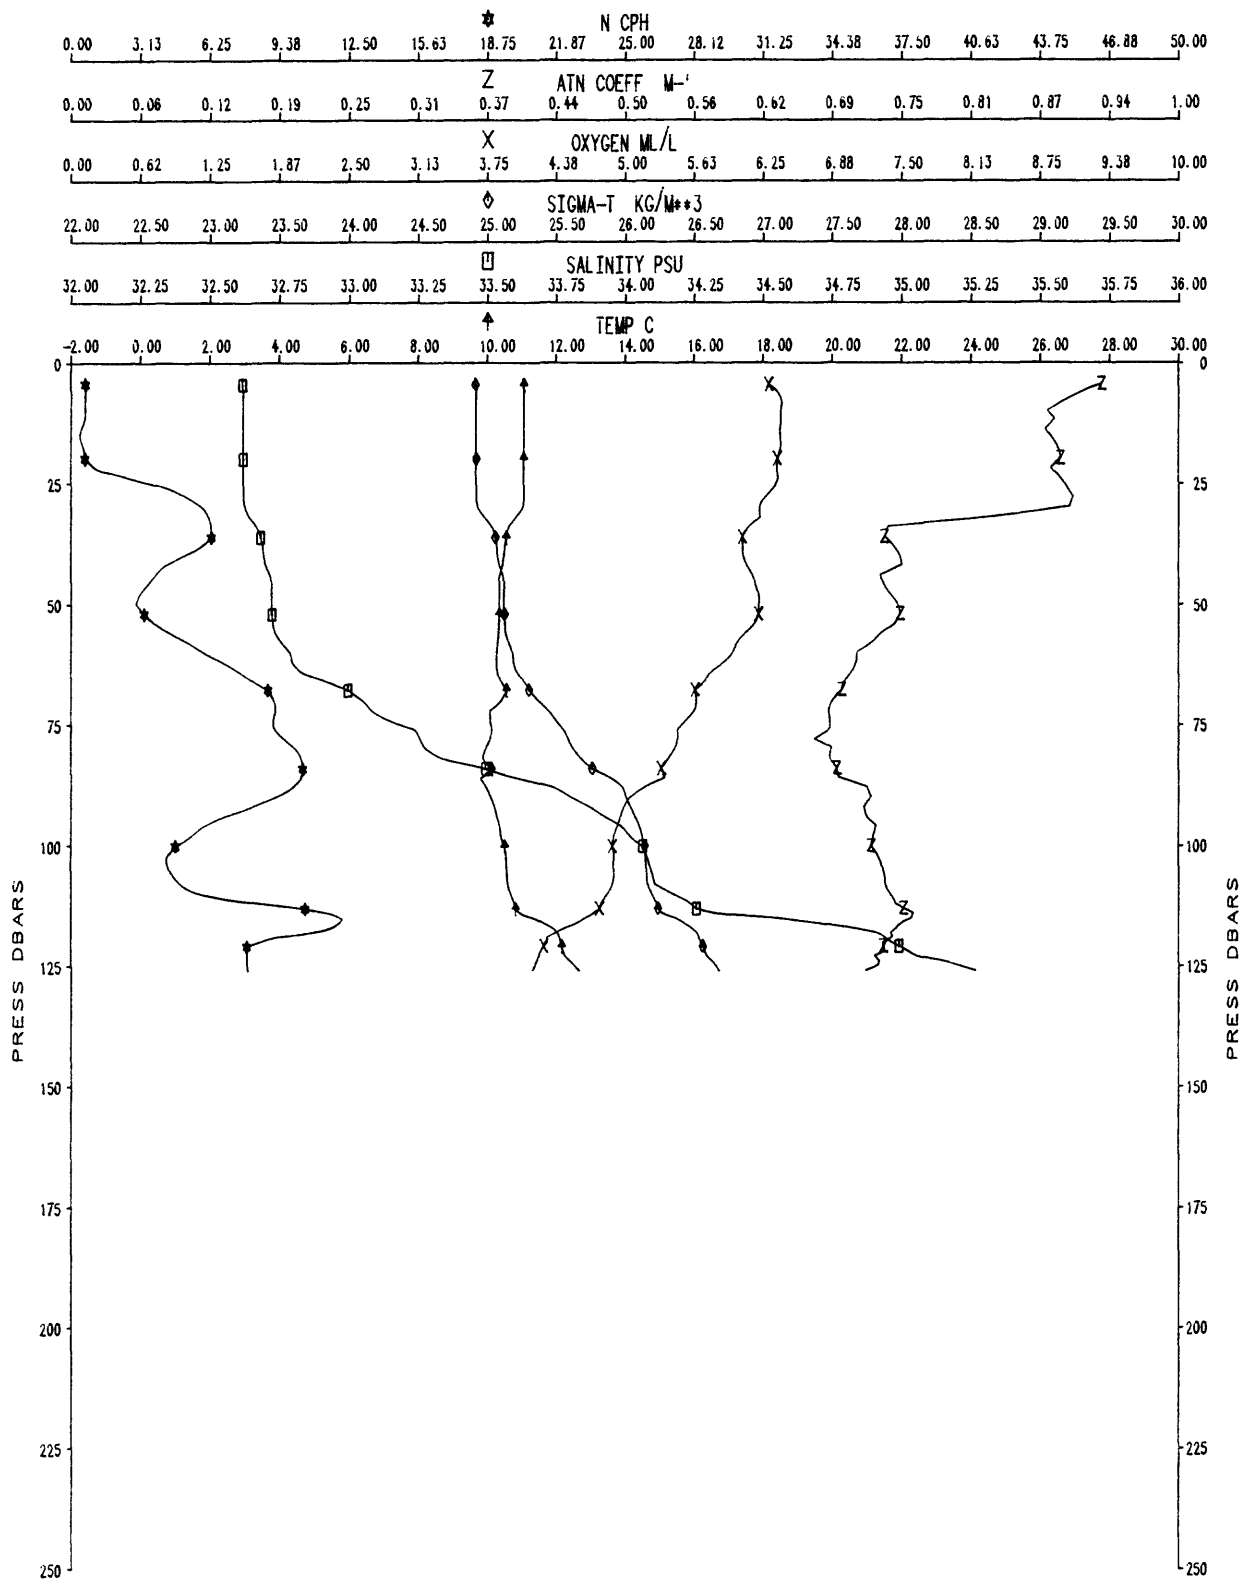 N CPH
0.00 3.13 6.25 9.38 12.50 15.63 18.75 21.87 25.00 28.12 31.25 34.38 37.50 40.63 43.75 46.88 50.00
Z ATN COEFF M-¹
0.00 0.06 0.12 0.19 0.25 0.31 0.37 0.44 0.50 0.56 0.62 0.69 0.75 0.81 0.87 0.94 1.00
X OXYGEN ML/L
0.00 0.62 1.25 1.87 2.50 3.13 3.75 4.38 5.00 5.63 6.25 6.88 7.50 8.13 8.75 9.38 10.00
SIGMA-T KG/M**3
22.00 22.50 23.00 23.50 24.00 24.50 25.00 25.50 26.00 26.50 27.00 27.50 28.00 28.50 29.00 29.50 30.00
SALINITY PSU
32.00 32.25 32.50 32.75 33.00 33.25 33.50 33.75 34.00 34.25 34.50 34.75 35.00 35.25 35.50 35.75 36.00
TEMP C
-2.00 0.00 2.00 4.00 6.00 8.00 10.00 12.00 14.00 16.00 18.00 20.00 22.00 24.00 26.00 28.00 30.00
0 0
25 25
50 50
75 75
100 100
125 125
150 150
175 175
200 200
225 225
250 250
PRESS DBARS
PRESS DBARS